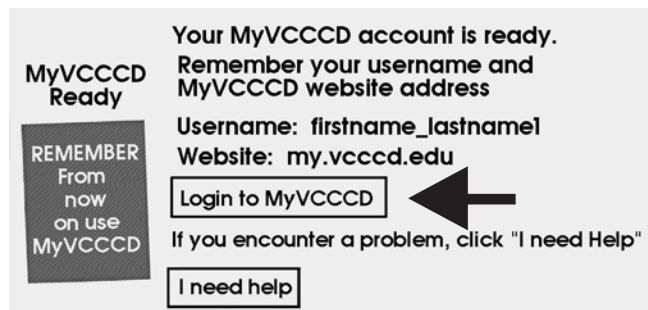 MyVCCCD
Ready
REMEMBER
From
now
on use
MyVCCCD
Your MyVCCCD account is ready.
Remember your username and
MyVCCCD website address
Username: firstname_lastname1
Website: my.vcccd.edu
Login to MyVCCCD
If you encounter a problem, click "I need Help"
I need help